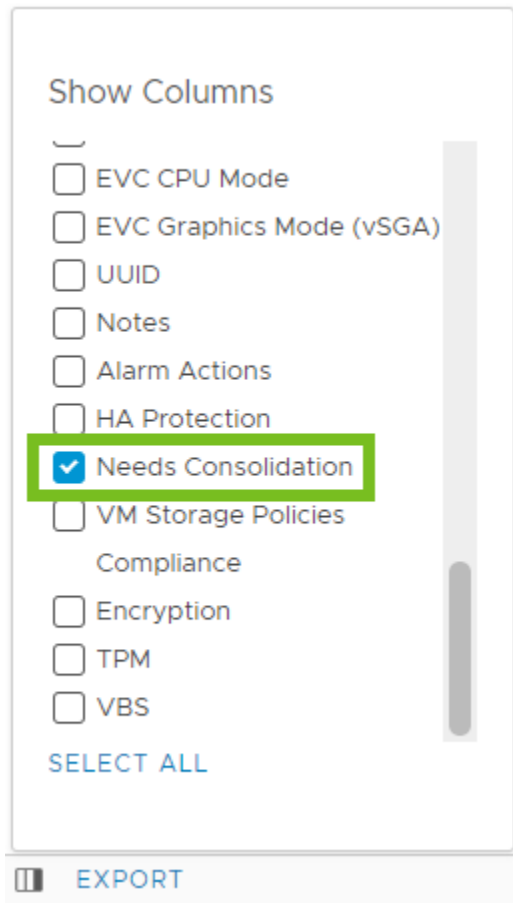 Show Columns
EVC CPU Mode
EVC Graphics Mode (vSGA)
UUID
Notes
Alarm Actions
HA Protection
Needs Consolidation
VM Storage Policies
Compliance
Encryption
TPM
VBS
SELECT ALL
EXPORT